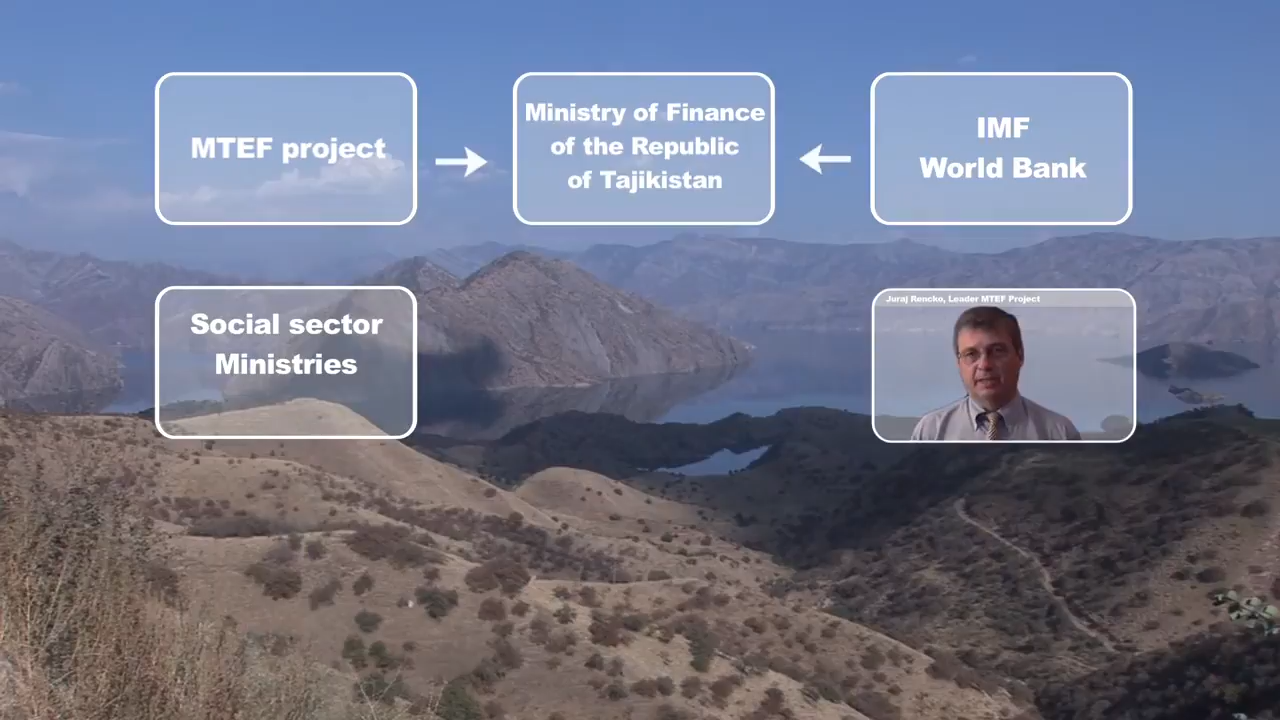 MTEF project
Ministry of Finance
of the Republic
of Tajikistan
IMF
World Bank
Social sector
Ministries
Juraj Rencko, Leader MTEF Project